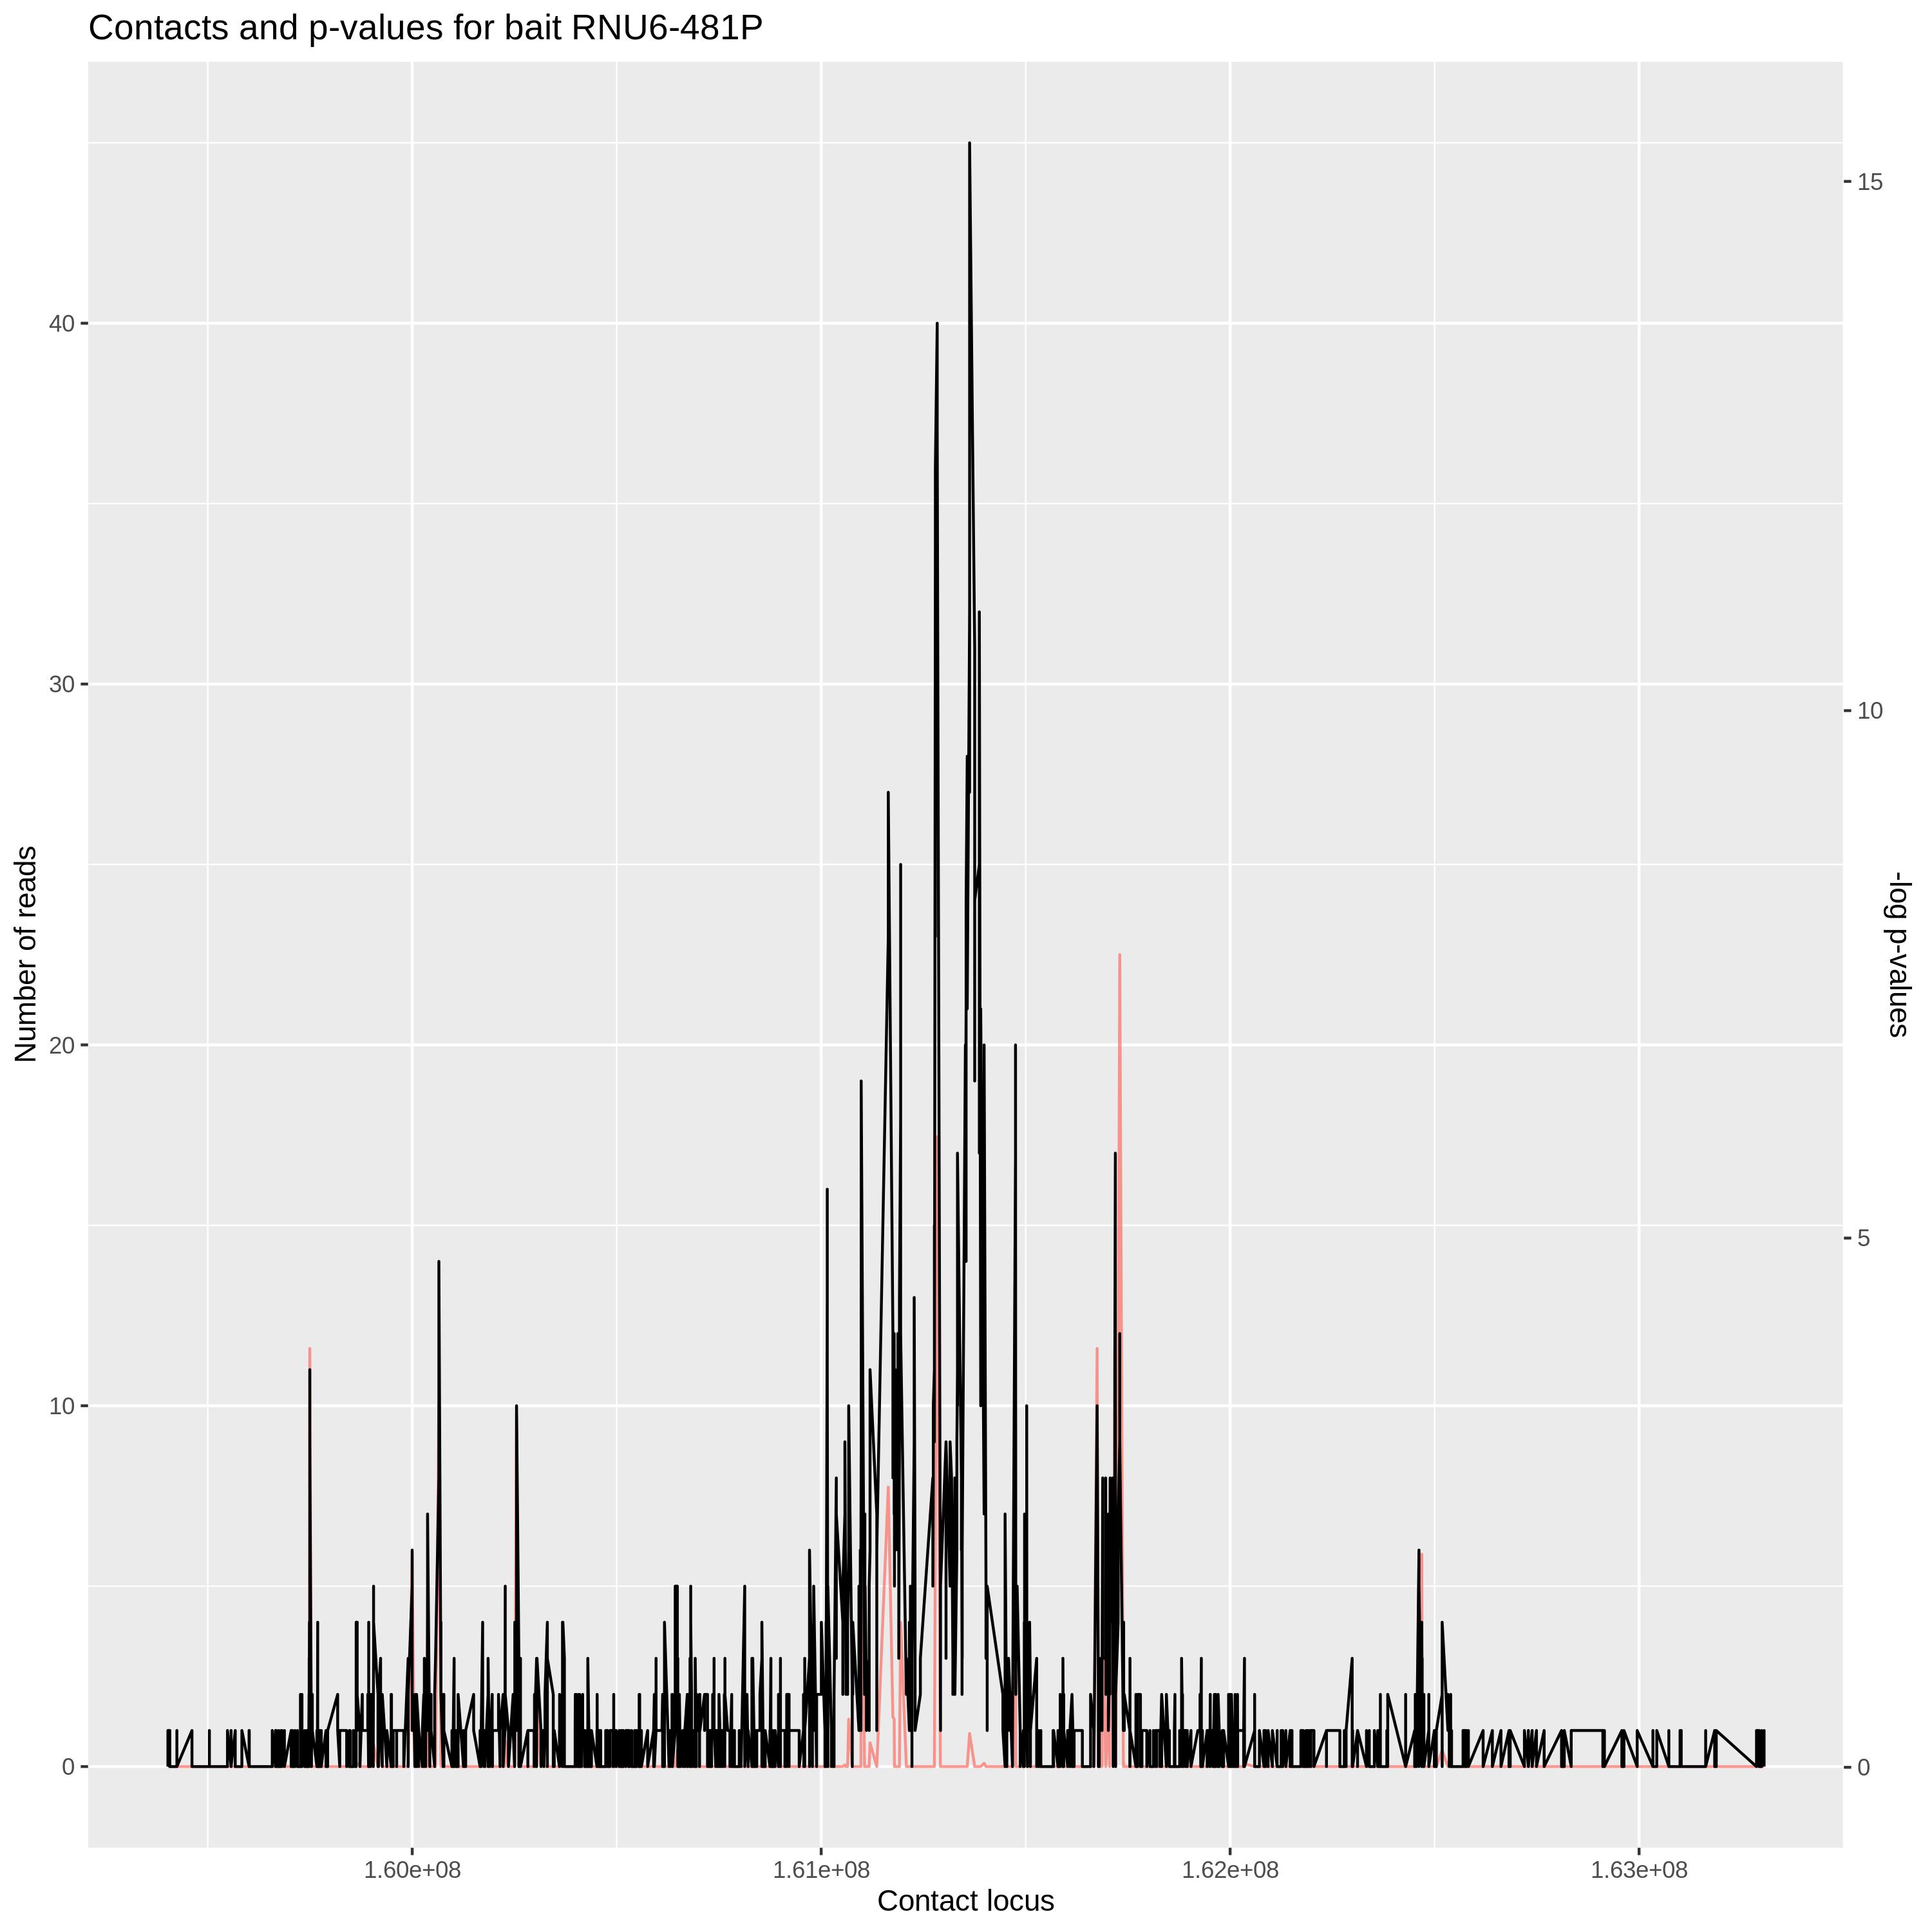 Contacts and p-values for bait RNU6-481P
Number of reads
40
30
20
10
0
15
10
5
0
-log p-values
1.60e+08 1.61e+08 1.62e+08 1.63e+08
Contact locus